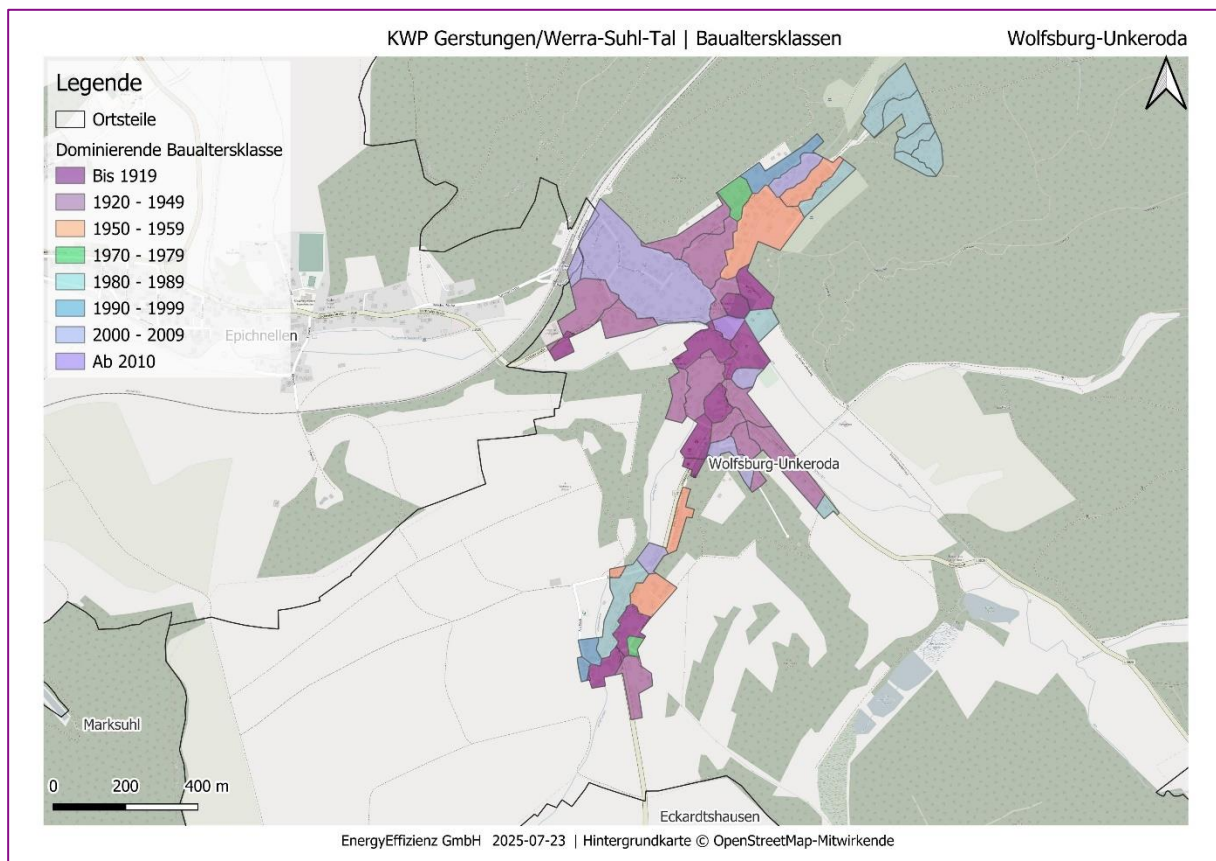 KWP Gerstungen/Werra-Suhl-Tal | Baualtersklassen
Wolfsburg-Unkeroda
Legende
Ortsteile
Dominierende Baualtersklasse
Bis 1919
1920 - 1949
1950 - 1959
1970 - 1979
1980 - 1989
1990 - 1999
2000 - 2009
Ab 2010
Epichnellen
Wolfsburg-Unkeroda
Marksuhl
0 200 400 m
Eckardtshausen
EnergyEffizienz GmbH 2025-07-23 | Hintergrundkarte © OpenStreetMap-Mitwirkende